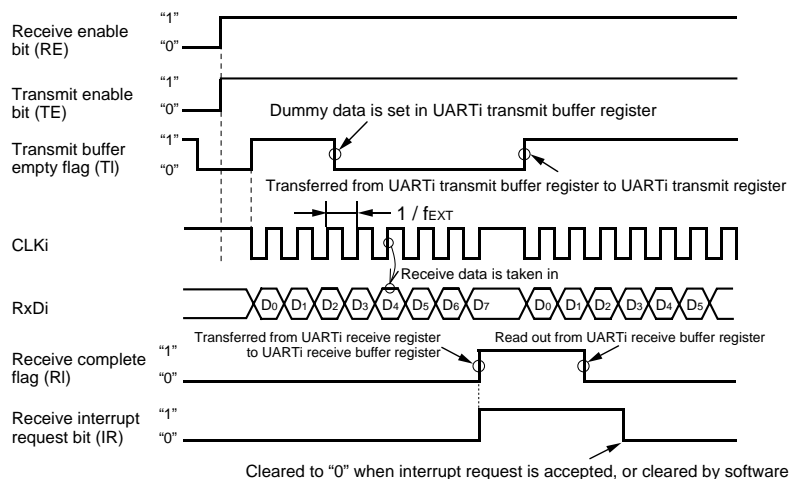 Receive enable
bit (RE)
“1”
“0”
Transmit enable
bit (TE)
“1”
“0”
Dummy data is set in UARTi transmit buffer register
Transmit buffer
empty flag (TI)
“1”
“0”
Transferred from UARTi transmit buffer register to UARTi transmit register
1 / fEXT
CLKi
Receive data is taken in
RxDi
D0 D1 D2 D3 D4 D5 D6 D7 D0 D1 D2 D3 D4 D5
Transferred from UARTi receive register
to UARTi receive buffer register
Read out from UARTi receive buffer register
Receive complete
flag (RI)
“1”
“0”
Receive interrupt
request bit (IR)
“1”
“0”
Cleared to “0” when interrupt request is accepted, or cleared by software